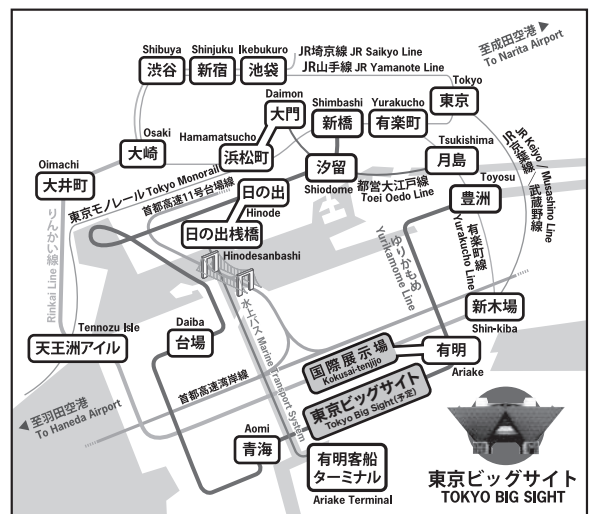 至成田空港
To Narita Airport
Shibuya
渋谷
Shinjuku
新宿
Ikebukuro
池袋
JR埼京線 JR Saikyo Line
JR山手線 JR Yamanote Line
Tokyo
東京
Daimon
大門
Shimbashi
新橋
Yurakucho
有楽町
Osaki
大崎
Hamamatsucho
浜松町
Tsukishima
月島
JR Keiyo / Musashino Line
JR京葉線 武蔵野線
Oimachi
大井町
東京モノレール Tokyo Monorail
首都高速11号台場線
汐留
Shiodome
都営大江戸線
Toei Oedo Line
Toyosu
豊洲
日の出
Hinode
日の出桟橋
Hinodesanbashi
りんかい線
Rinkai Line
ゆりかもめ
Yurikamome Line
有楽町線
Yurakucho Line
新木場
Shin-kiba
Tennozu Isle
天王洲アイル
Daiba
台場
水上バス Marine Transport System
国際展示場
Kokusai-tenjijo
有明
Ariake
首都高速湾岸線
東京ビッグサイト
Tokyo Big Sight(予定)
至羽田空港
To Haneda Airport
Aomi
青海
有明客船
ターミナル
Ariake Terminal
東京ビッグサイト
TOKYO BIG SIGHT